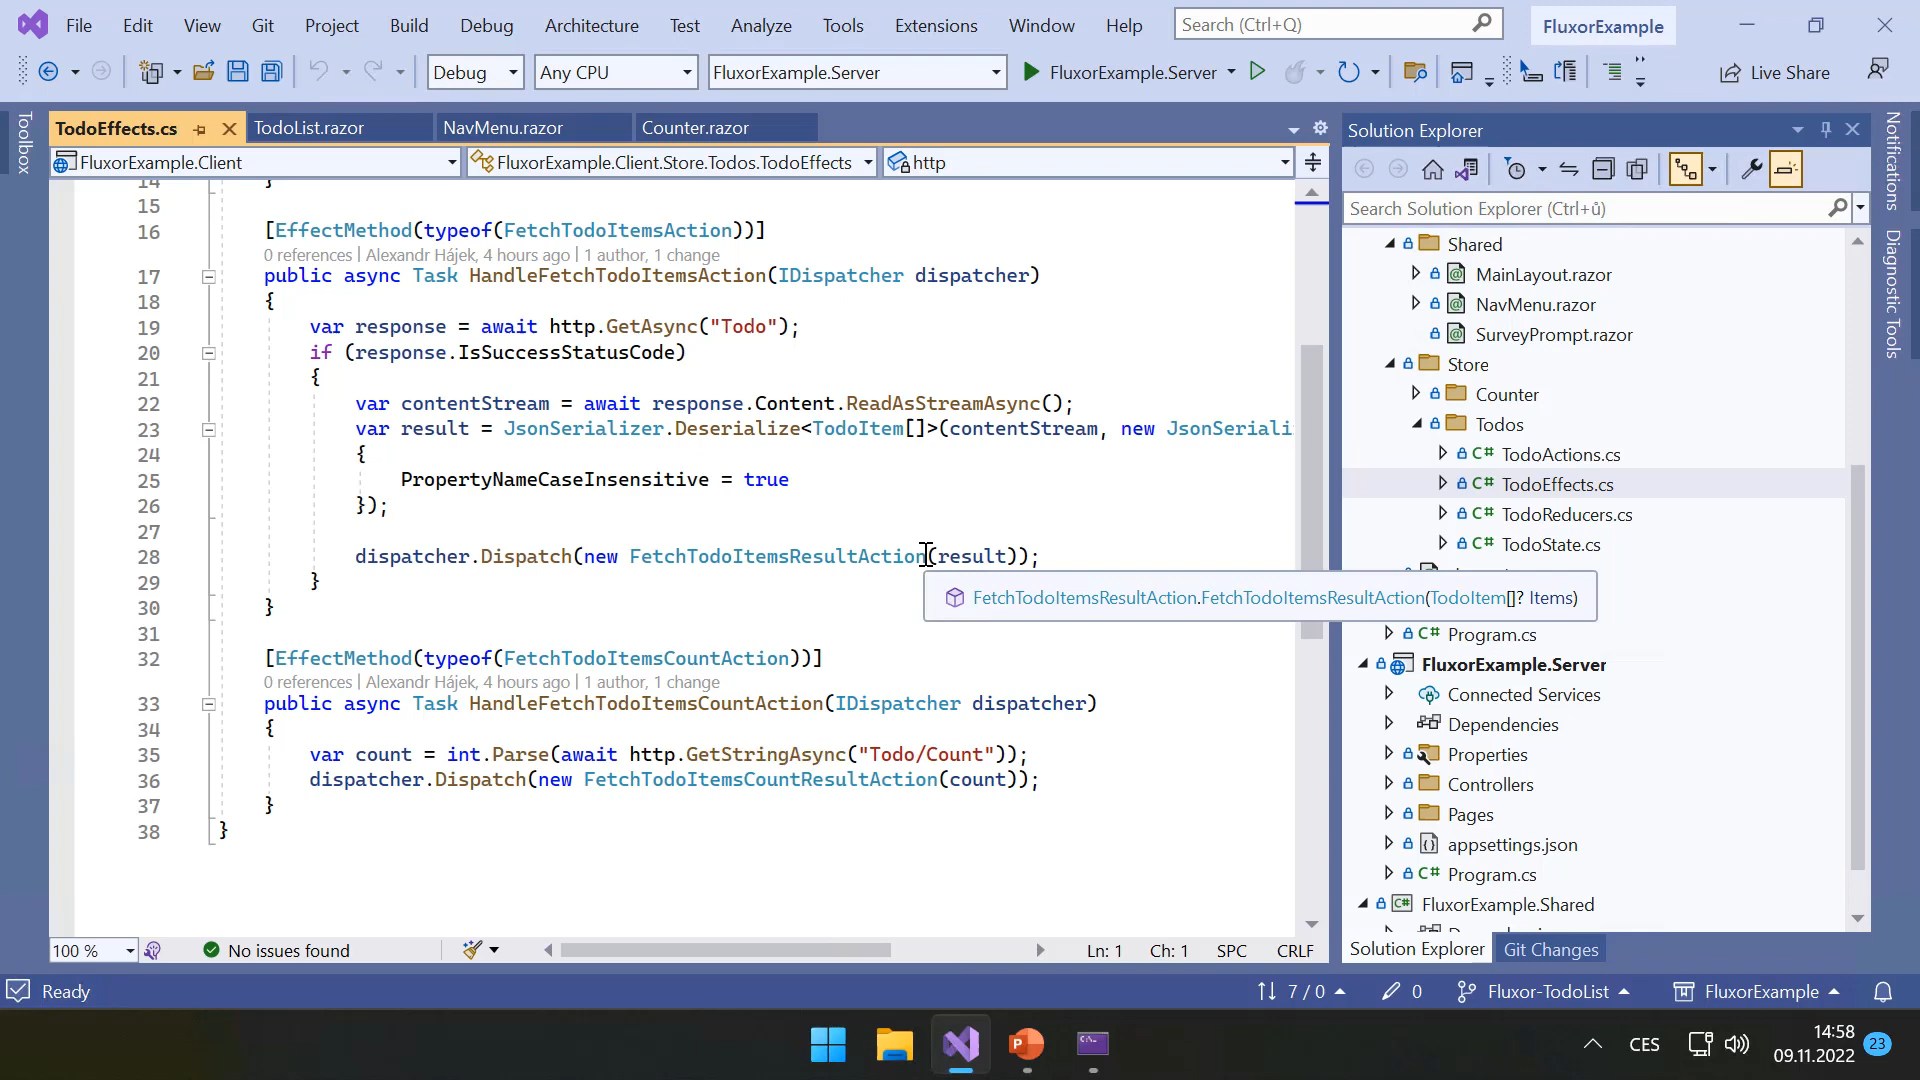 File Edit View Git Project Build Debug Architecture Test Analyze Tools Extensions Window Help Search (Ctrl+Q) FluxorExample
Debug Any CPU FluxorExample.Server FluxorExample.Server Live Share
Toolbox
TodoEffects.cs TodoList.razor NavMenu.razor Counter.razor
FluxorExample.Client FluxorExample.Client.Store.Todos.TodoEffects http
14 }
15
16 [EffectMethod(typeof(FetchTodoItemsAction))]
0 references | Alexandr Hájek, 4 hours ago | 1 author, 1 change
17 public async Task HandleFetchTodoItemsAction(IDispatcher dispatcher)
18 {
19 var response = await http.GetAsync("Todo");
20 if (response.IsSuccessStatusCode)
21 {
22 var contentStream = await response.Content.ReadAsStreamAsync();
23 var result = JsonSerializer.Deserialize<TodoItem[]>(contentStream, new JsonSeriali
24 {
25 PropertyNameCaseInsensitive = true
26 });
27
28 dispatcher.Dispatch(new FetchTodoItemsResultAction(result));
29 }
FetchTodoItemsResultAction.FetchTodoItemsResultAction(TodoItem[]? Items)
30 }
31
32 [EffectMethod(typeof(FetchTodoItemsCountAction))]
0 references | Alexandr Hájek, 4 hours ago | 1 author, 1 change
33 public async Task HandleFetchTodoItemsCountAction(IDispatcher dispatcher)
34 {
35 var count = int.Parse(await http.GetStringAsync("Todo/Count"));
36 dispatcher.Dispatch(new FetchTodoItemsCountResultAction(count));
37 }
38 }
100 % No issues found Ln: 1 Ch: 1 SPC CRLF
Solution Explorer
Search Solution Explorer (Ctrl+ů)
Shared
MainLayout.razor
NavMenu.razor
SurveyPrompt.razor
Store
Counter
Todos
C# TodoActions.cs
C# TodoEffects.cs
C# TodoReducers.cs
C# TodoState.cs
C# Program.cs
FluxorExample.Server
Connected Services
Dependencies
Properties
Controllers
Pages
appsettings.json
C# Program.cs
C# FluxorExample.Shared
Solution Explorer Git Changes
Notifications
Diagnostic Tools
Ready 7 / 0 0 Fluxor-TodoList FluxorExample
CES 14:58
09.11.2022 23